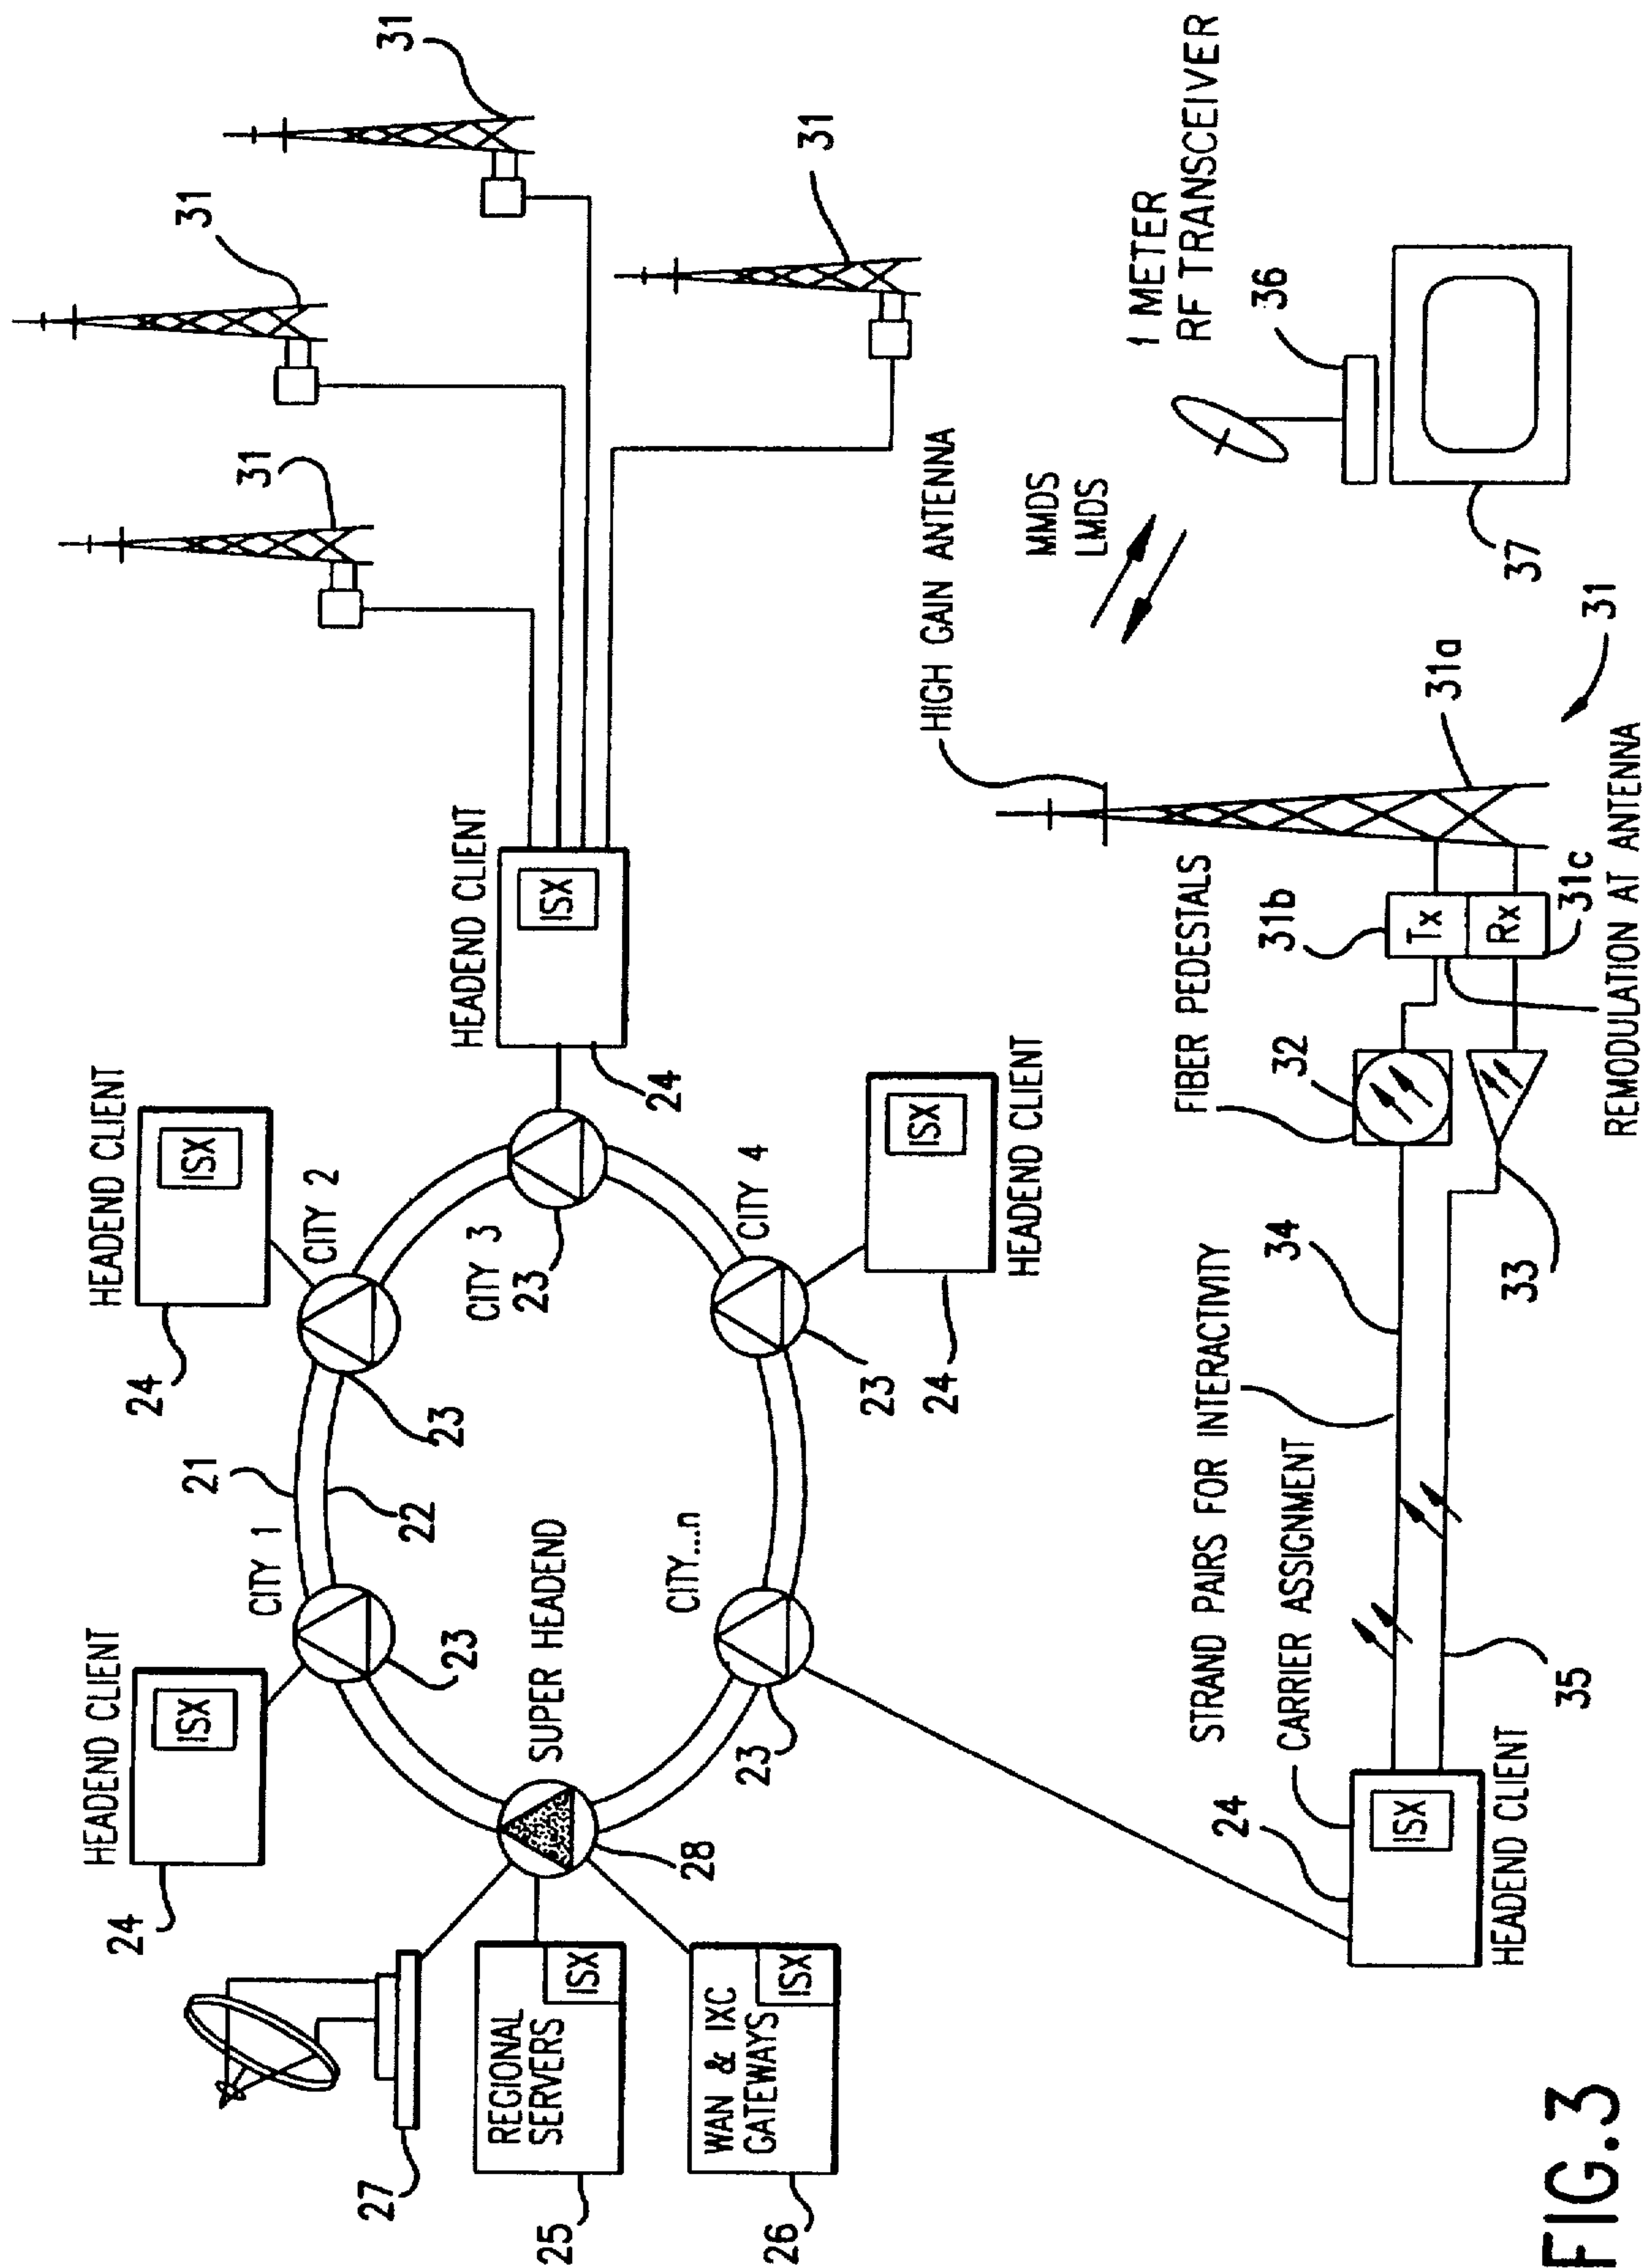 HEADEND CLIENT
24
ISX
CITY 1
23
21
22
HEADEND CLIENT
24
ISX
CITY 2
23
CITY 3
23
HEADEND CLIENT
24
ISX
31
31
31
31
27
REGIONAL
SERVERS
ISX
25
WAN & IXC
GATEWAYS
ISX
26
SUPER HEADEND
28
CITY...n
23
CITY 4
23
24
ISX
HEADEND CLIENT
HIGH GAIN ANTENNA
MMDS
LMDS
1 METER
RF TRANSCEIVER
36
37
STRAND PAIRS FOR INTERACTIVITY
CARRIER ASSIGNMENT
24
ISX
HEADEND CLIENT
34
35
FIBER PEDESTALS
32
33
31b
Tx
Rx
31c
31a
31
REMODULATION AT ANTENNA
FIG.3